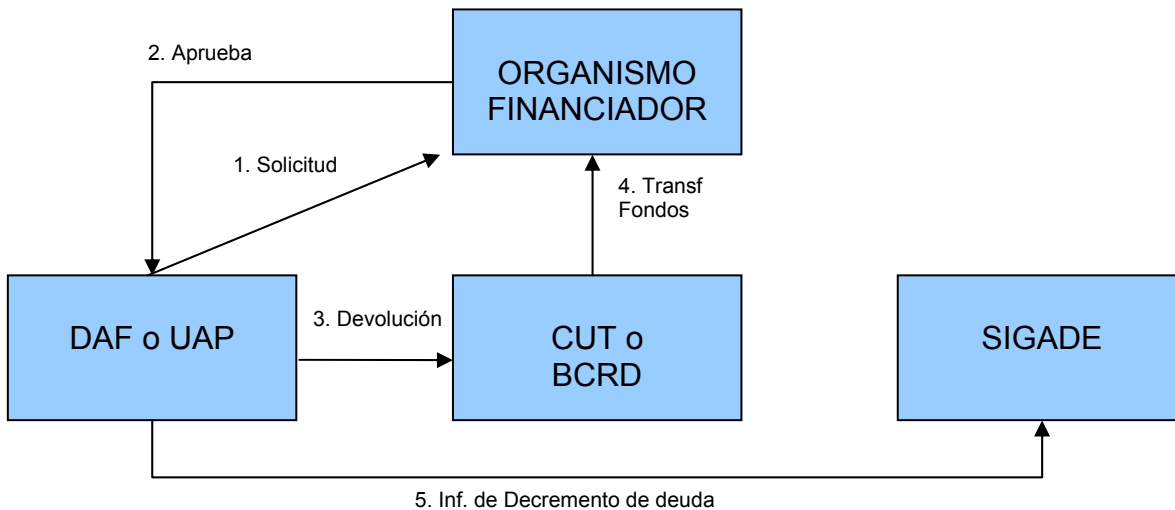 2. Aprueba
ORGANISMO
FINANCIADOR
1. Solicitud
4. Transf
Fondos
DAF o UAP
3. Devolución
CUT o
BCRD
SIGADE
5. Inf. de Decremento de deuda